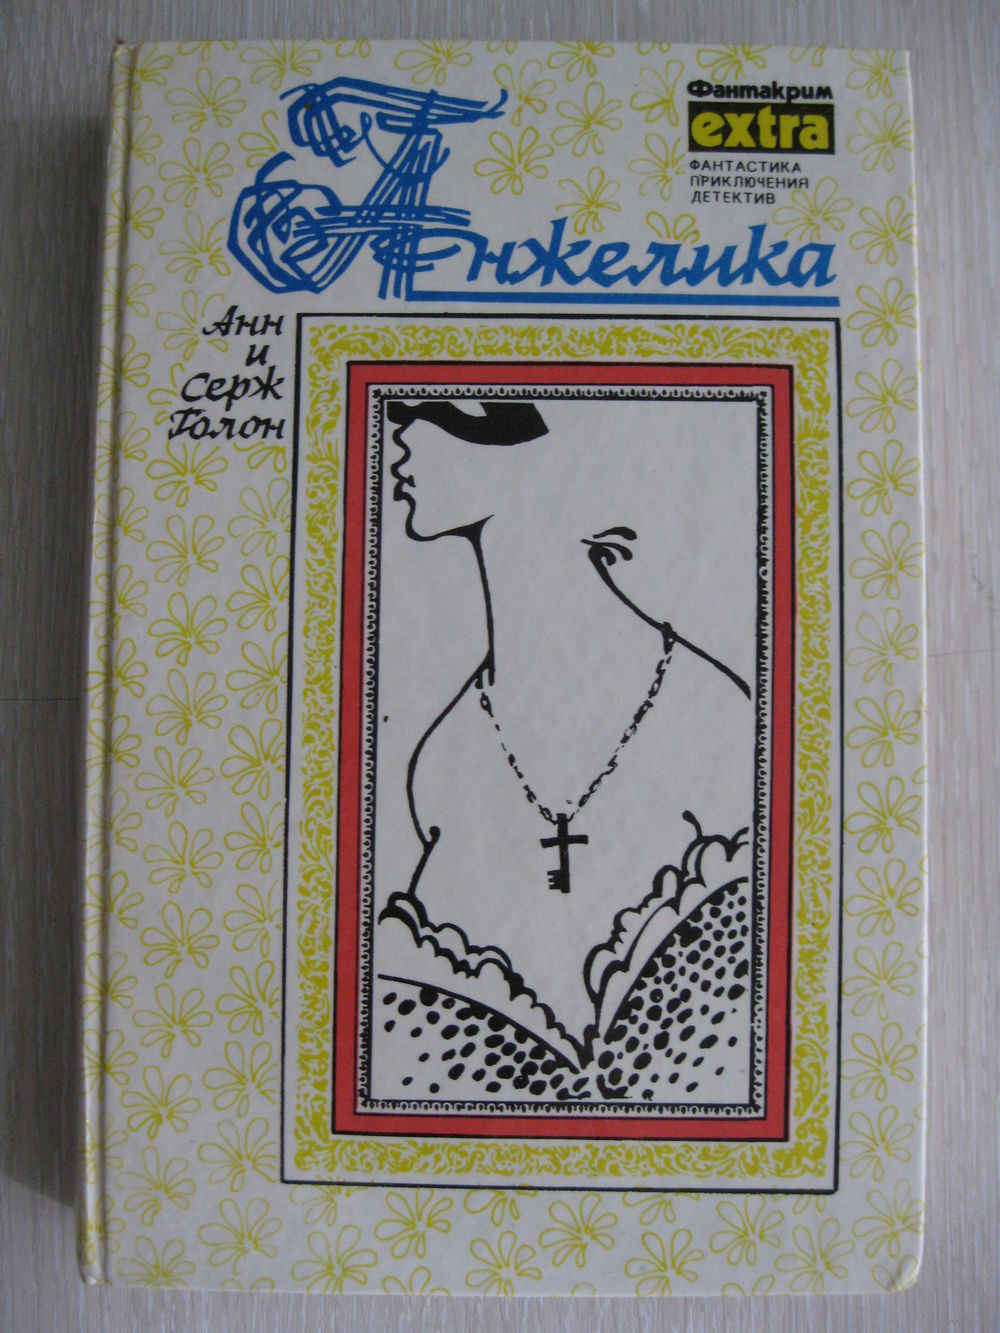 Фантакрим
extra
ФАНТАСТИКА
ПРИКЛЮЧЕНИЯ
ДЕТЕКТИВ
Анжелика
Анн
и
Серж
Голон